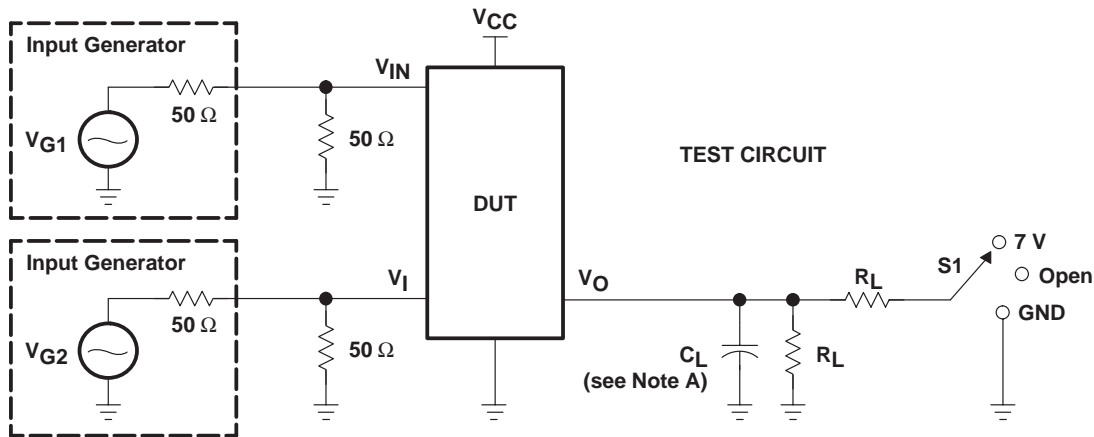 VCC
Input Generator
VIN
50 Ω
VG1
50 Ω
TEST CIRCUIT
DUT
Input Generator
VI
50 Ω
VG2
50 Ω
VO
RL
S1
7 V
Open
GND
CL
(see Note A)
RL